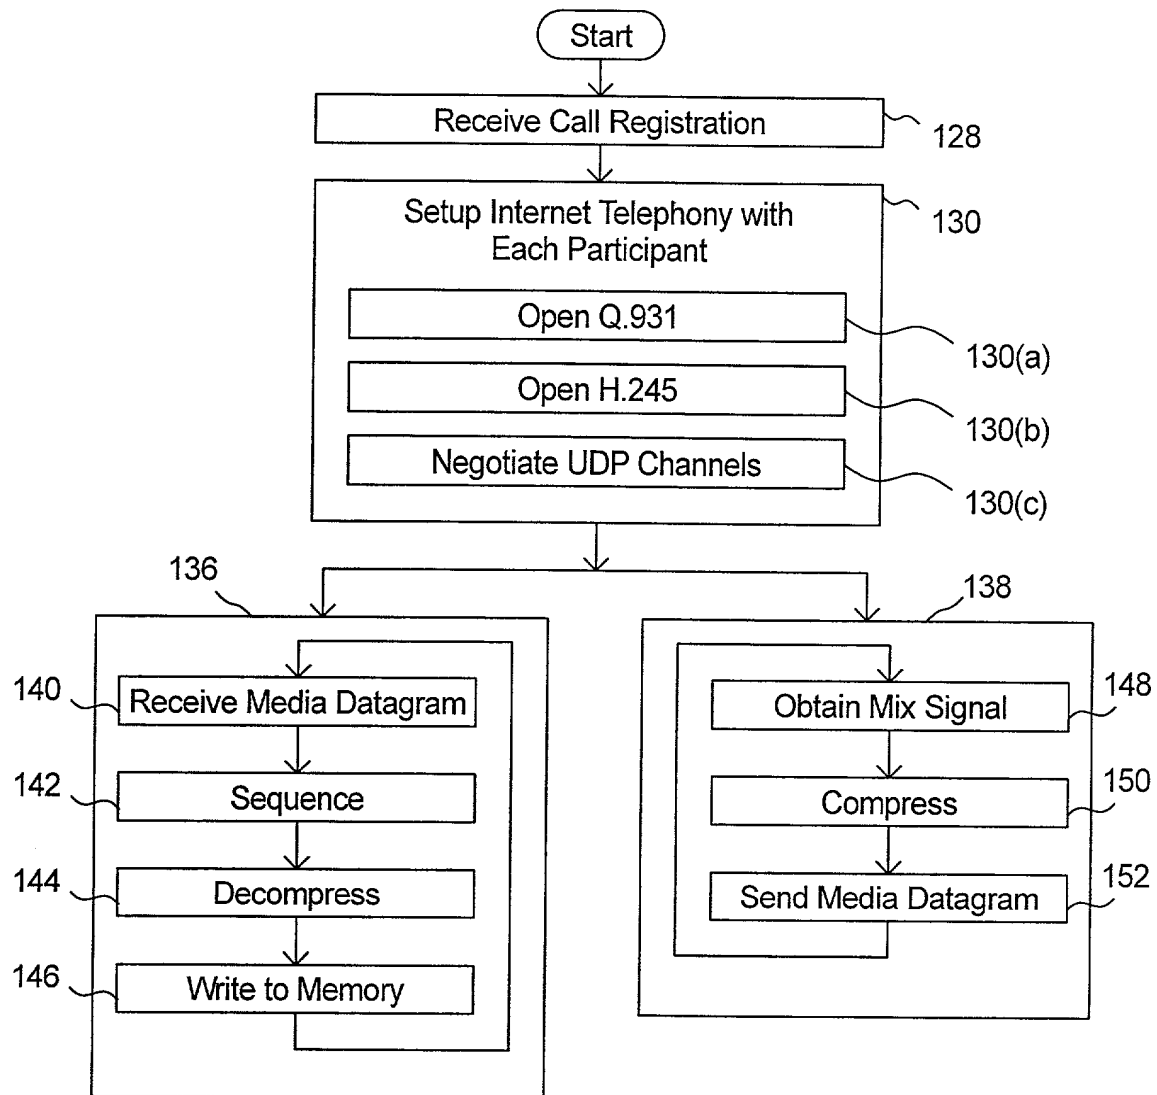 Start
Receive Call Registration
128
Setup Internet Telephony with
Each Participant
130
Open Q.931
130(a)
Open H.245
130(b)
Negotiate UDP Channels
130(c)
136
138
140
Receive Media Datagram
142
Sequence
144
Decompress
146
Write to Memory
Obtain Mix Signal
148
Compress
150
Send Media Datagram
152